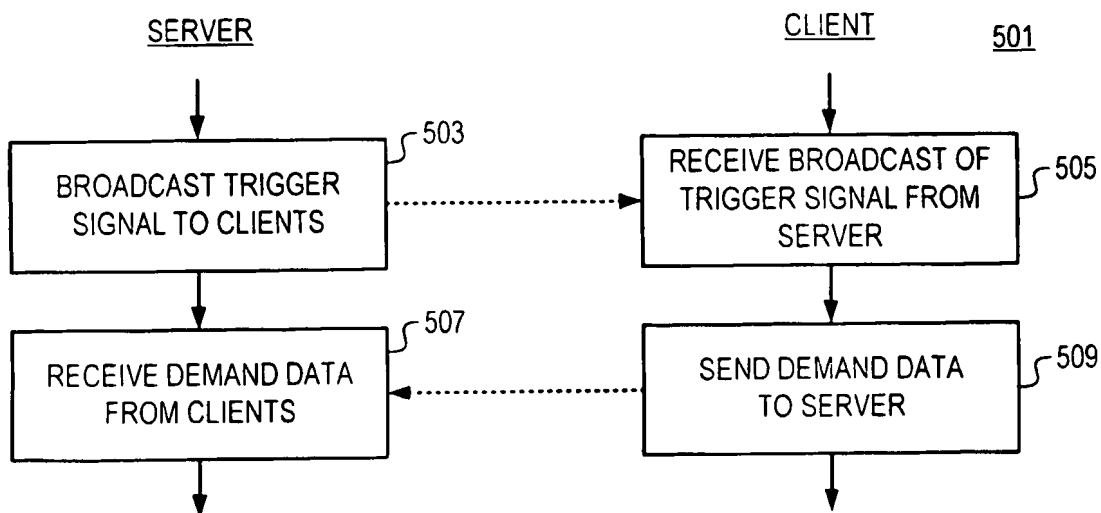 SERVER
CLIENT
501
503
BROADCAST TRIGGER
SIGNAL TO CLIENTS
RECEIVE BROADCAST OF
TRIGGER SIGNAL FROM
SERVER
505
507
RECEIVE DEMAND DATA
FROM CLIENTS
SEND DEMAND DATA
TO SERVER
509